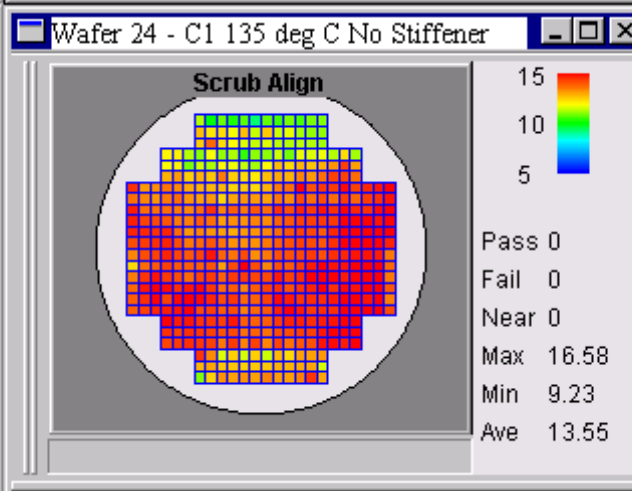 Wafer 24 - C1 135 deg C No Stiffener
Scrub Align
15
10
5
Pass 0
Fail 0
Near 0
Max 16.58
Min 9.23
Ave 13.55